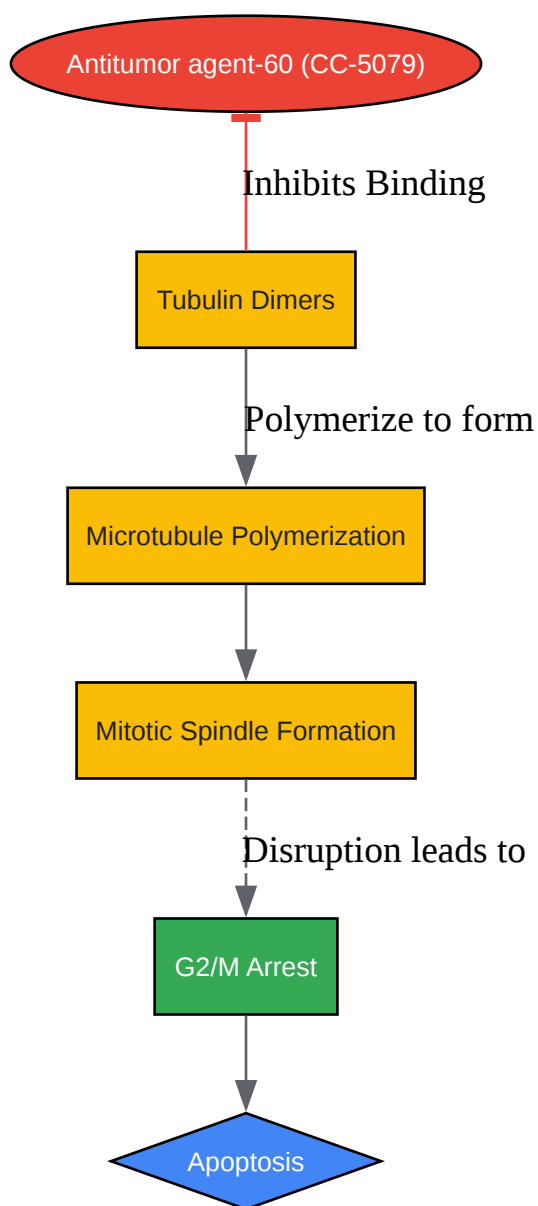 Antitumor agent-60 (CC-5079)
Inhibits Binding
Tubulin Dimers
Polymerize to form
Microtubule Polymerization
Mitotic Spindle Formation
Disruption leads to
G2/M Arrest
Apoptosis